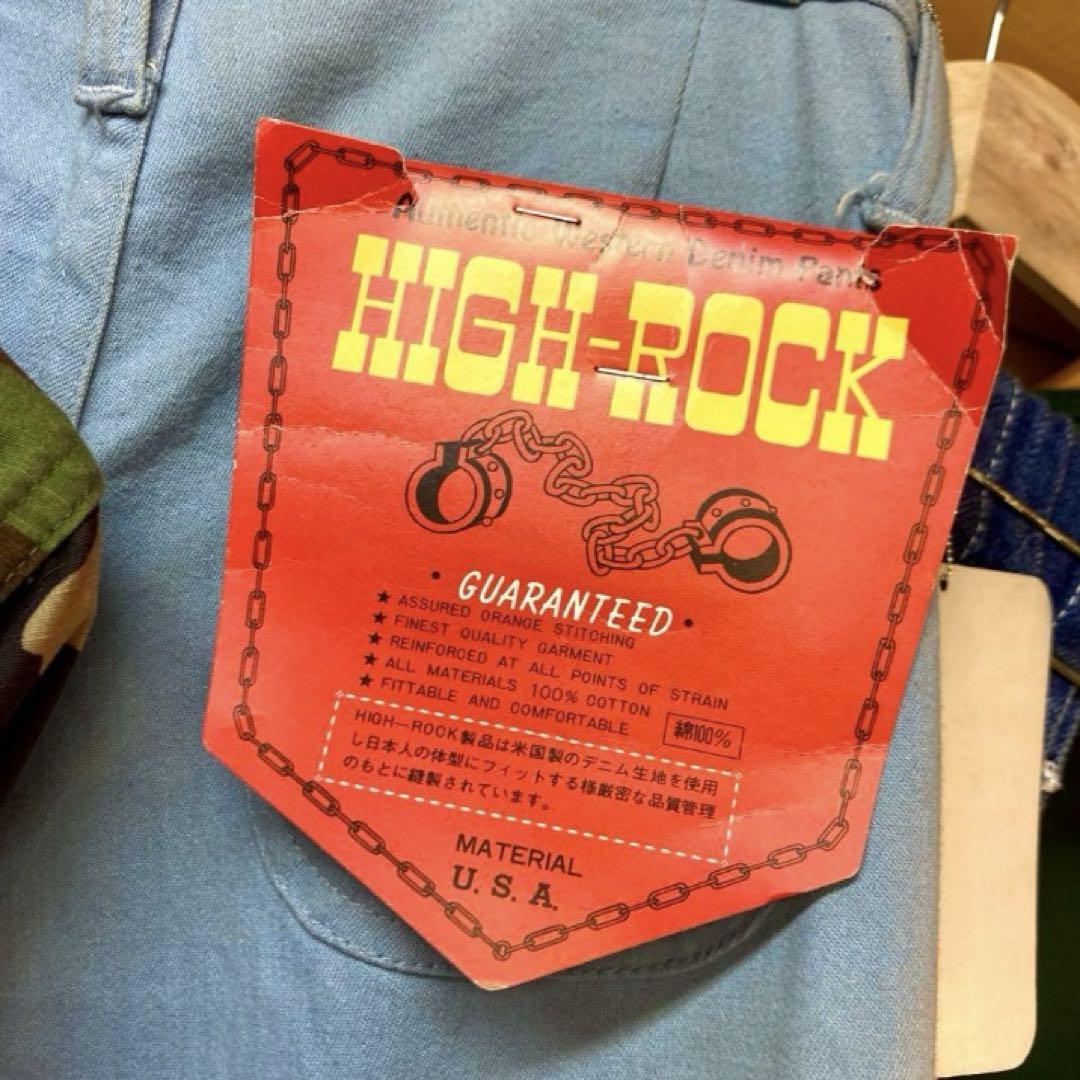 Authentic Western Denim Pants
HIGH-ROCK
• GUARANTEED •
★ ASSURED ORANGE STITCHING
★ FINEST QUALITY GARMENT
★ REINFORCED AT ALL POINTS OF STRAIN
★ ALL MATERIALS 100% COTTON
★ FITTABLE AND COMFORTABLE
綿100%
HIGH-ROCK製品は米国製のデニム生地を使用
し日本人の体型にフィットする様厳密な品質管理
のもとに縫製されています。
MATERIAL
U. S. A.